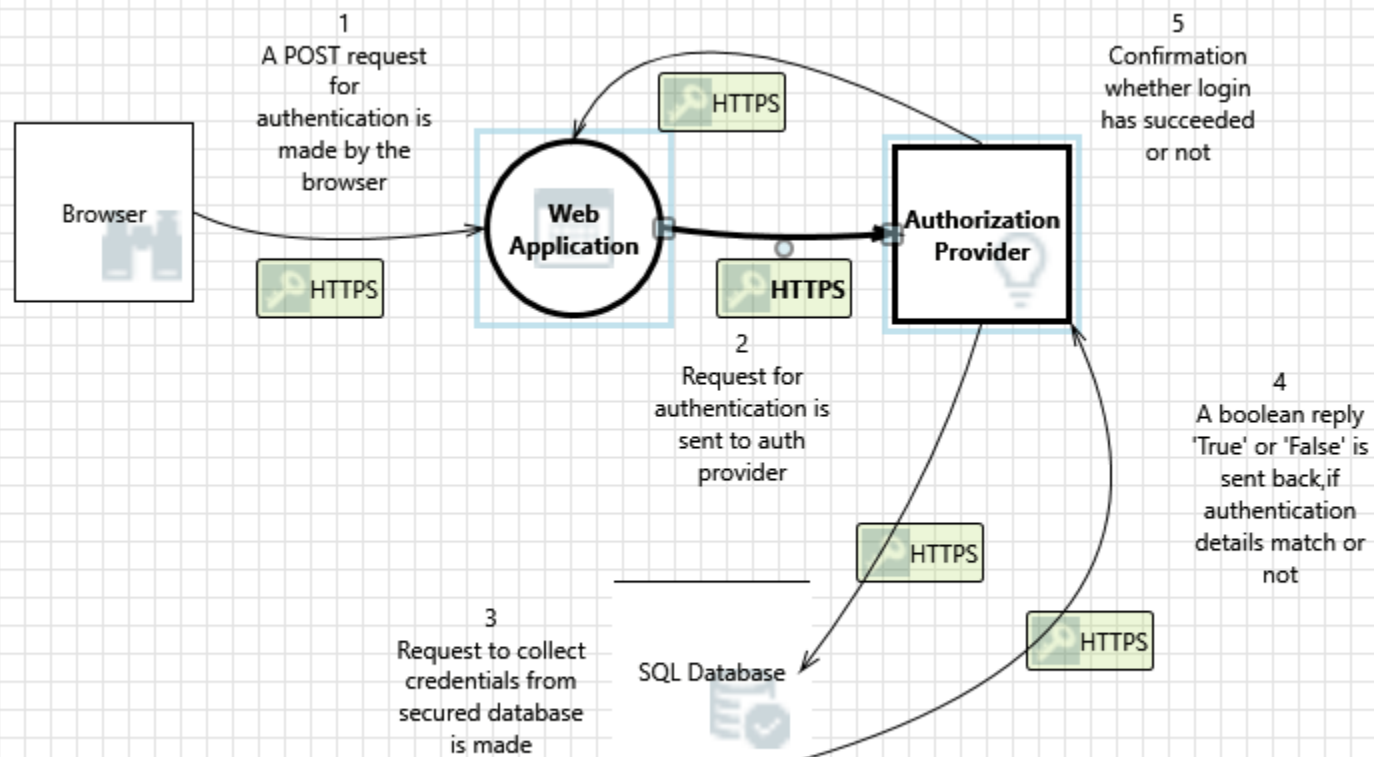 1
A POST request
for
authentication is
made by the
browser
Browser
HTTPS
Web
Application
HTTPS
HTTPS
2
Request for
authentication is
sent to auth
provider
Authorization
Provider
5
Confirmation
whether login
has succeeded
or not
3
Request to collect
credentials from
secured database
is made
SQL Database
HTTPS
HTTPS
4
A boolean reply
'True' or 'False' is
sent back,if
authentication
details match or
not